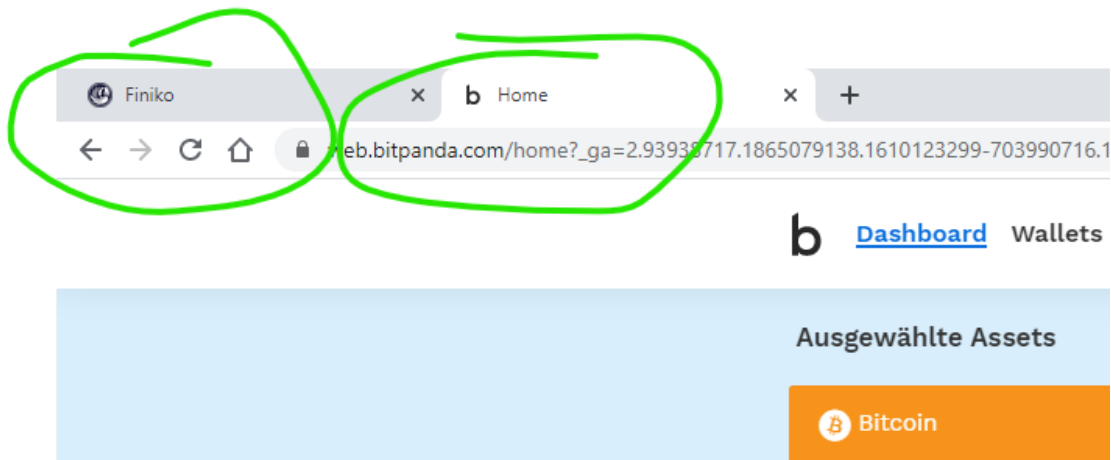 Finiko
b Home
eb.bitpanda.com/home?_ga=2.93938717.1865079138.1610123299-703990716.1
b Dashboard Wallets
Ausgewählte Assets
Bitcoin